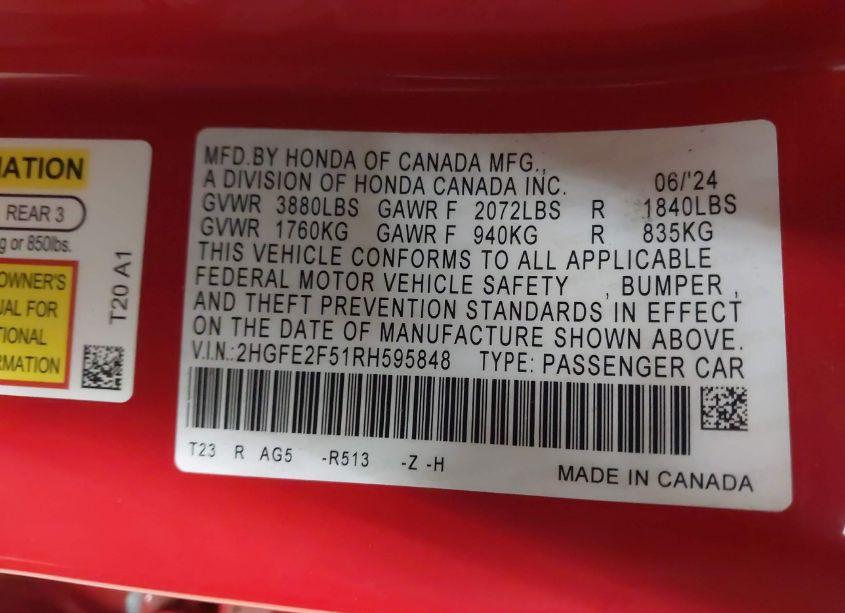 MATION
REAR 3
g or 850lbs.
OWNER'S
UAL FOR
TIONAL
RMATION
T20 A1
MFD.BY HONDA OF CANADA MFG.,
A DIVISION OF HONDA CANADA INC. 06/'24
GVWR 3880LBS GAWR F 2072LBS R 1840LBS
GVWR 1760KG GAWR F 940KG R 835KG
THIS VEHICLE CONFORMS TO ALL APPLICABLE
FEDERAL MOTOR VEHICLE SAFETY , BUMPER ,
AND THEFT PREVENTION STANDARDS IN EFFECT
ON THE DATE OF MANUFACTURE SHOWN ABOVE.
V.I.N.:2HGFE2F51RH595848 TYPE: PASSENGER CAR
T23 R AG5 -R513 -Z -H
MADE IN CANADA